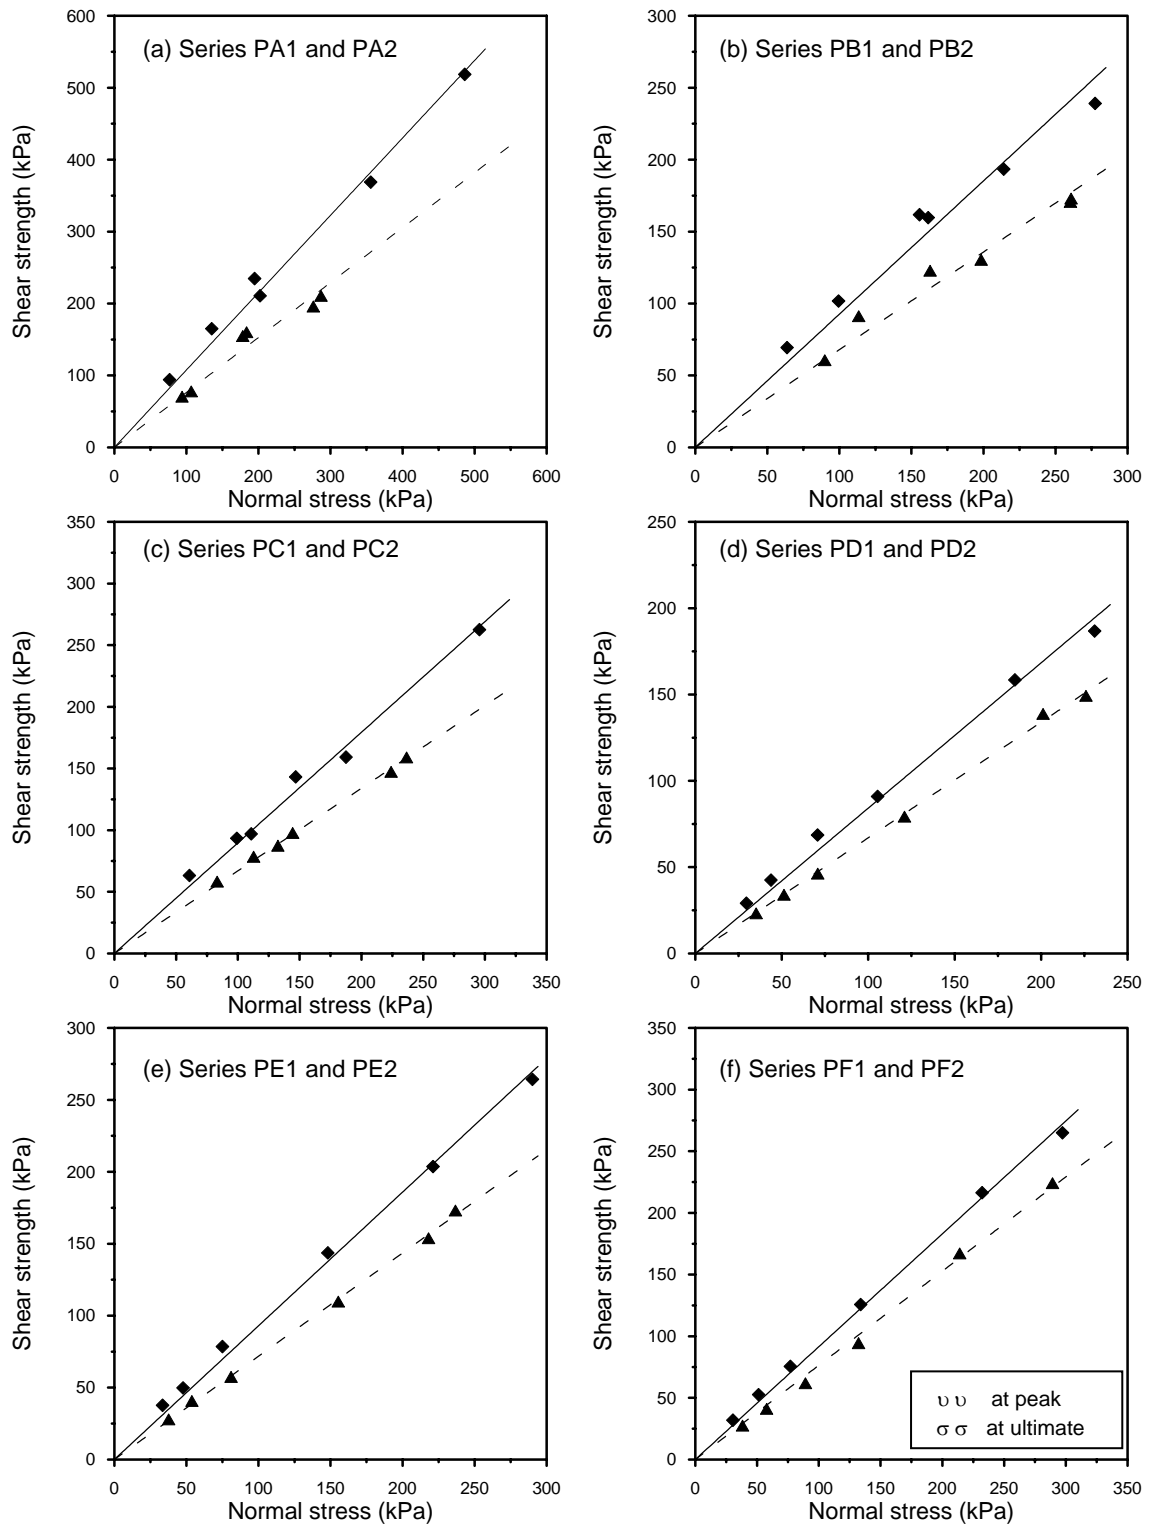 (a) Series PA1 and PA2
600
500
400
300
200
100
0
Shear strength (kPa)
0 100 200 300 400 500 600
Normal stress (kPa)
(b) Series PB1 and PB2
300
250
200
150
100
50
0
Shear strength (kPa)
0 50 100 150 200 250 300
Normal stress (kPa)
(c) Series PC1 and PC2
350
300
250
200
150
100
50
0
Shear strength (kPa)
0 50 100 150 200 250 300 350
Normal stress (kPa)
(d) Series PD1 and PD2
250
200
150
100
50
0
Shear strength (kPa)
0 50 100 150 200 250
Normal stress (kPa)
(e) Series PE1 and PE2
300
250
200
150
100
50
0
Shear strength (kPa)
0 50 100 150 200 250 300
Normal stress (kPa)
(f) Series PF1 and PF2
350
300
250
200
150
100
50
0
Shear strength (kPa)
0 50 100 150 200 250 300 350
Normal stress (kPa)
υ υ at peak
σ σ at ultimate